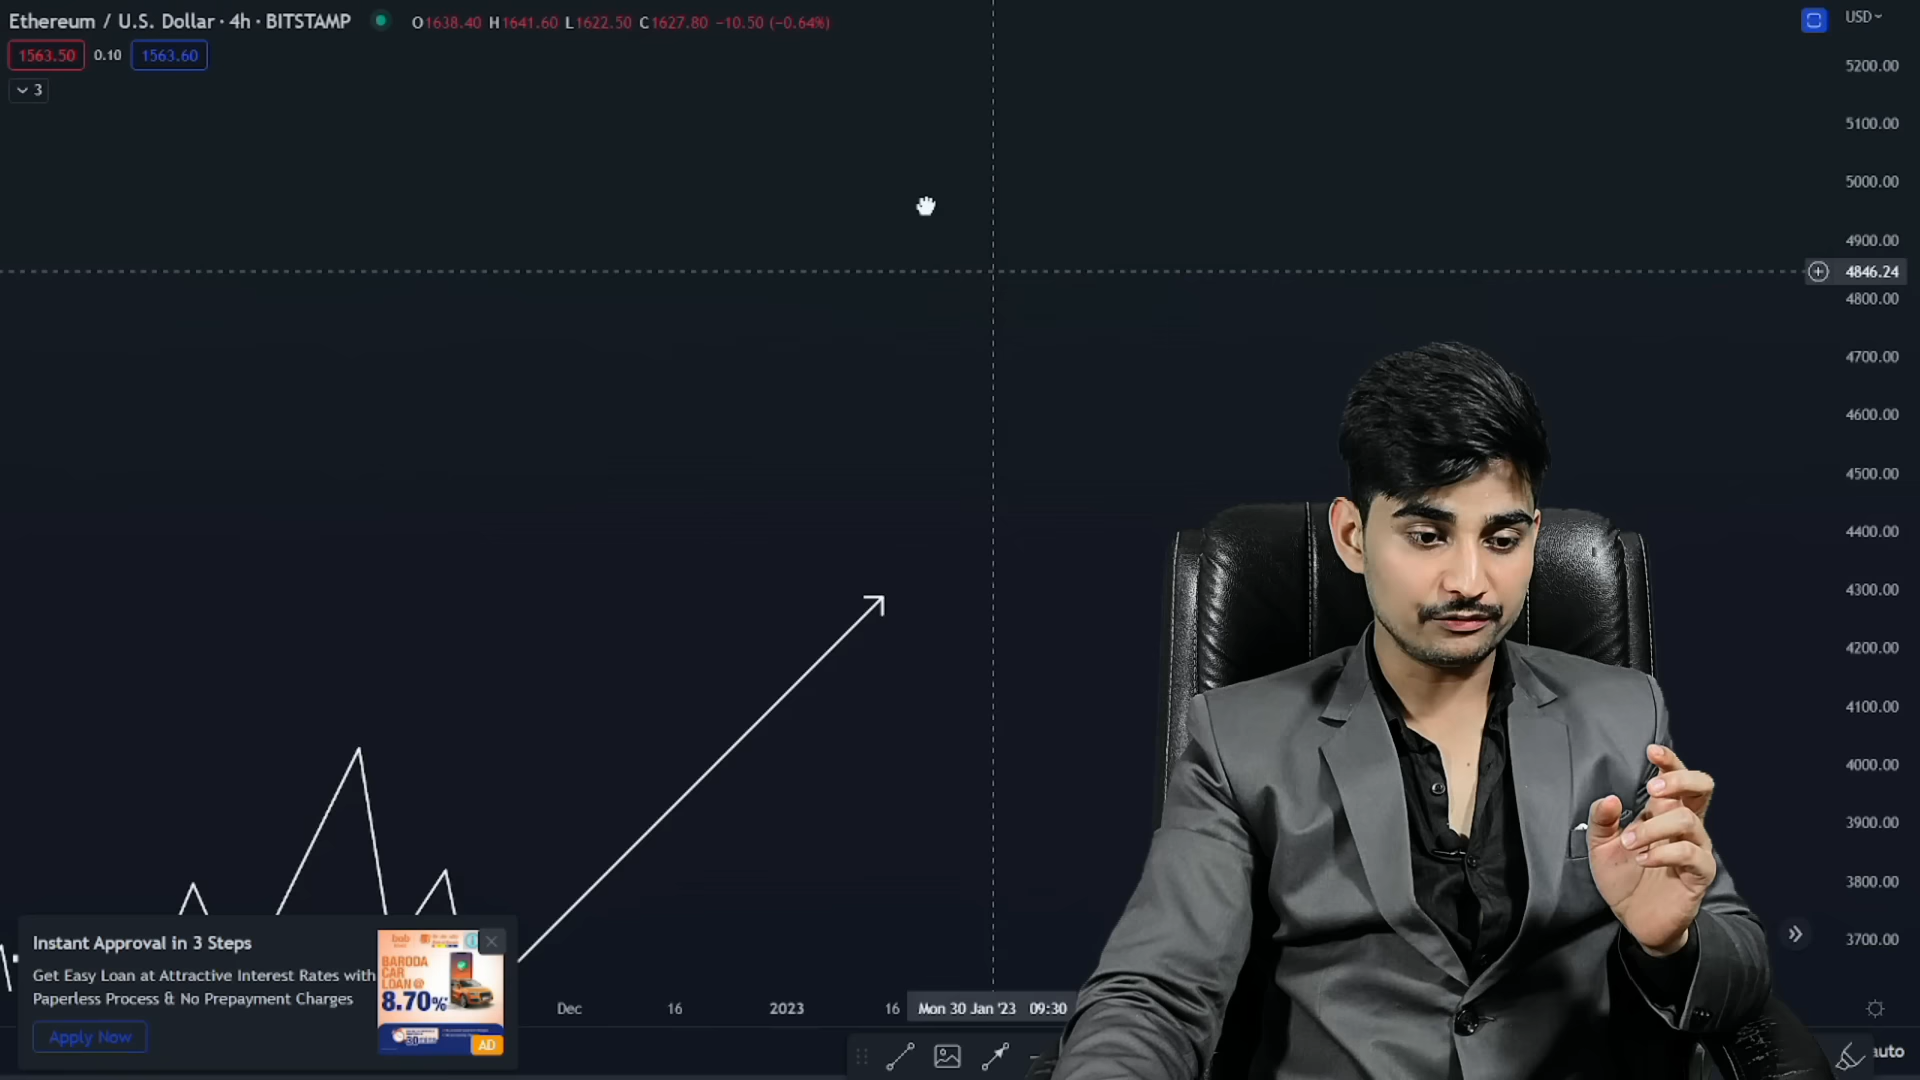 Ethereum / U.S. Dollar · 4h · BITSTAMP
O1638.40 H1641.60 L1622.50 C1627.80 −10.50 (−0.64%)
USD
1563.50 0.10 1563.60
3
5200.00
5100.00
5000.00
4900.00
4846.24
4800.00
4700.00
4600.00
4500.00
4400.00
4300.00
4200.00
4100.00
4000.00
3900.00
3800.00
3700.00
Instant Approval in 3 Steps
Get Easy Loan at Attractive Interest Rates with
Paperless Process & No Prepayment Charges
Apply Now
bob
BARODA
CAR
LOAN @
8.70%*
30
AD
Dec 16 2023 16 Mon 30 Jan '23 09:30
auto